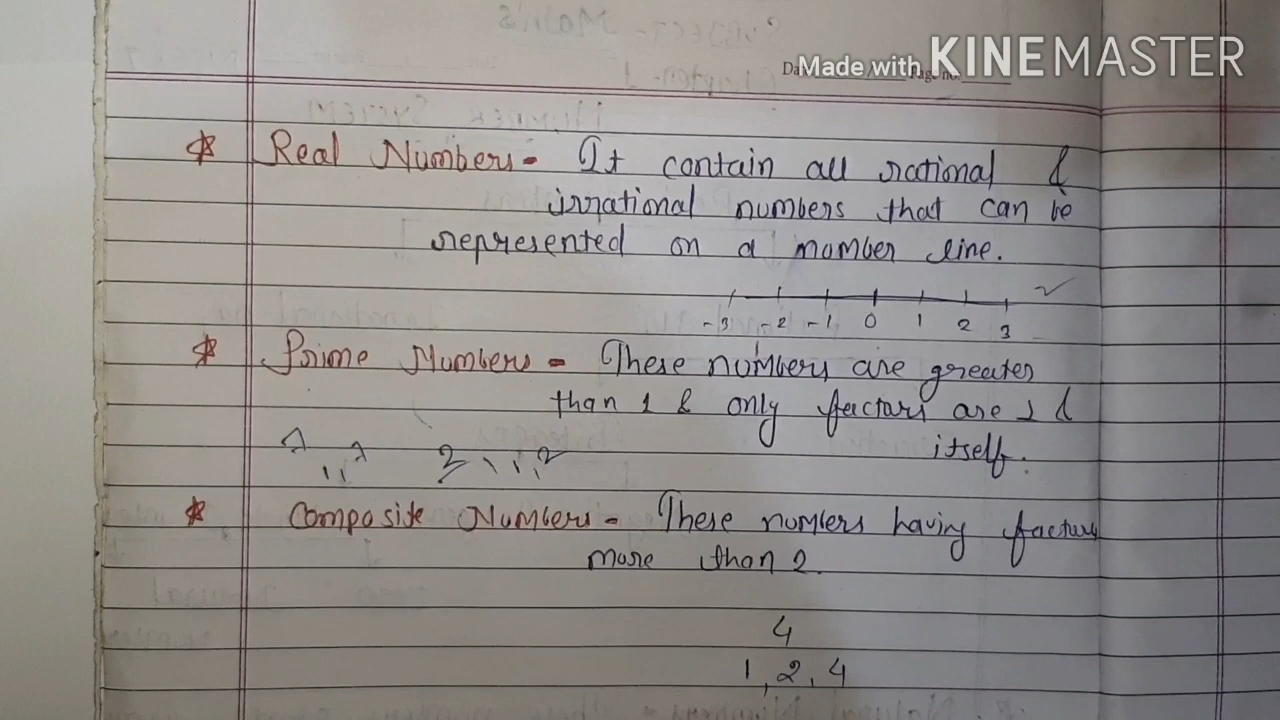 Made with KINEMASTER
Page no.
* Real Numbers - It contain all rational &
irrational numbers that can be
represented on a number line.
-3 -2 -1 0 1 2 3
* Prime Numbers - These numbers are greater
than 1 & only factors are 1 &
itself.
* Composite Numbers - These numbers having factors
more than 2.
4
1, 2, 4